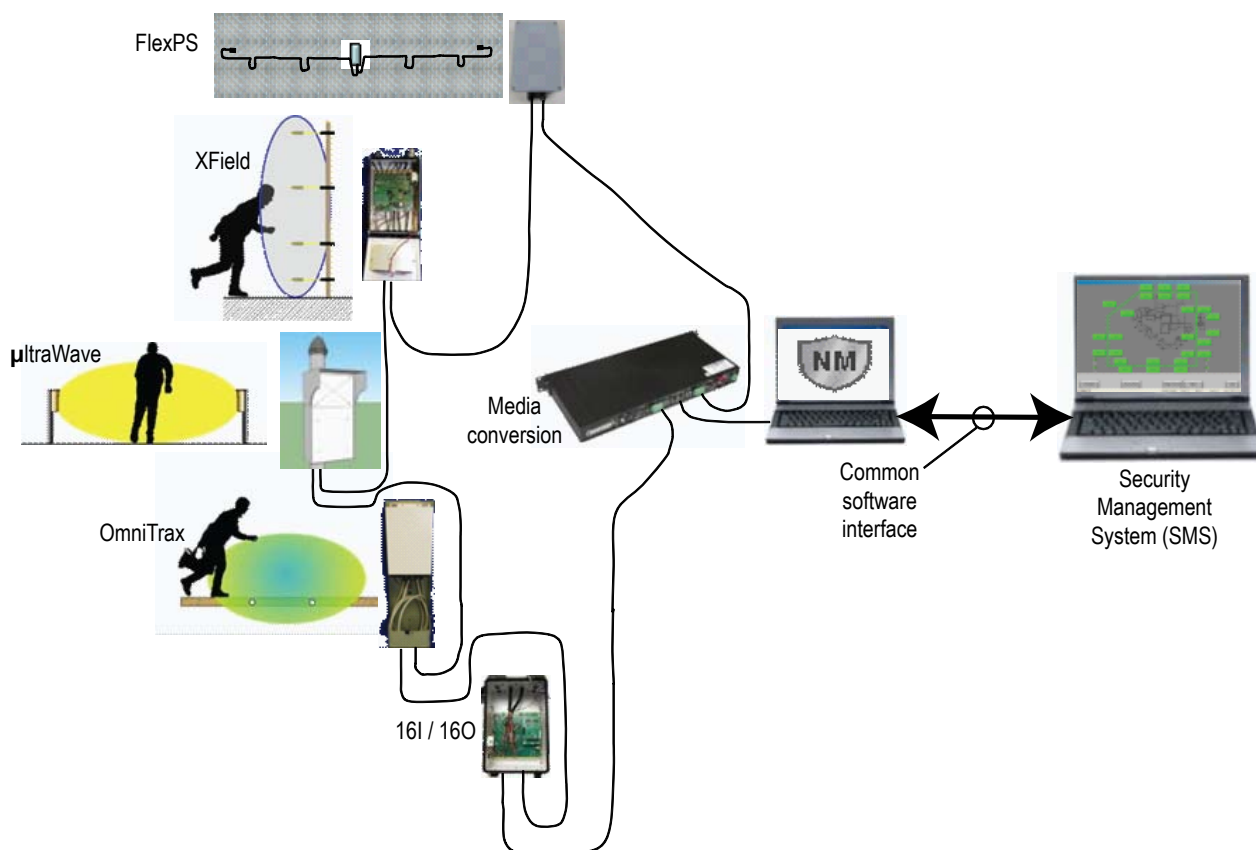 FlexPS
XField
µltraWave
OmniTrax
16I / 16O
Media
conversion
NM
Common
software
interface
Security
Management
System (SMS)